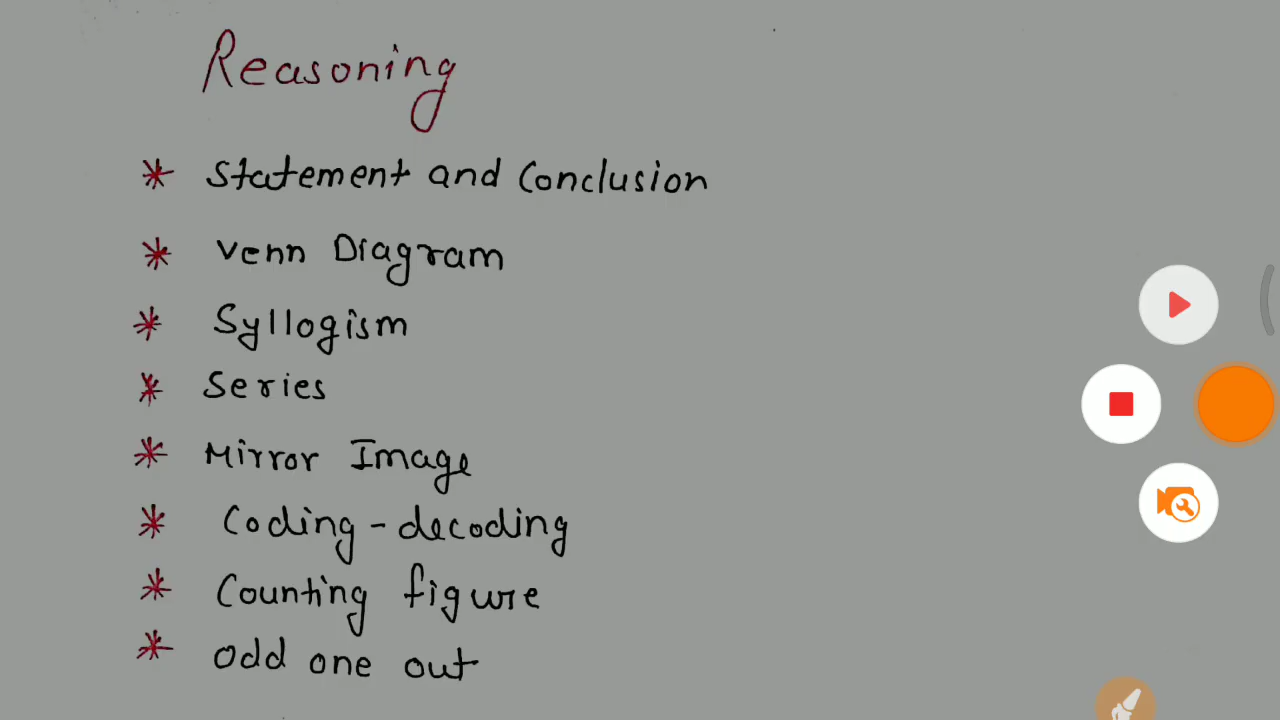 Reasoning
* Statement and Conclusion
* Venn Diagram
* Syllogism
* Series
* Mirror Image
* Coding-decoding
* Counting figure
* odd one out